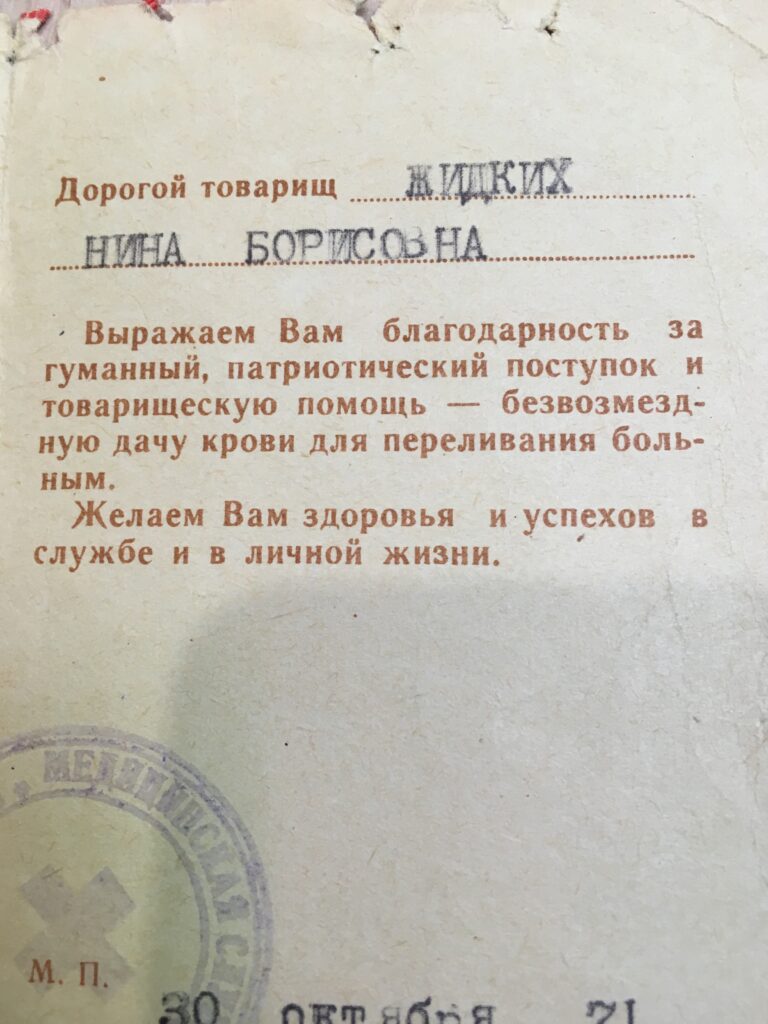 Дорогой товарищ ЖИДКИХ
НИНА БОРИСОВНА
Выражаем Вам благодарность за
гуманный, патриотический поступок и
товарищескую помощь — безвозмезд-
ную дачу крови для переливания боль-
ным.
Желаем Вам здоровья и успехов в
службе и в личной жизни.
МЕДИЦИНСКАЯ
М. П.
30 октября 71